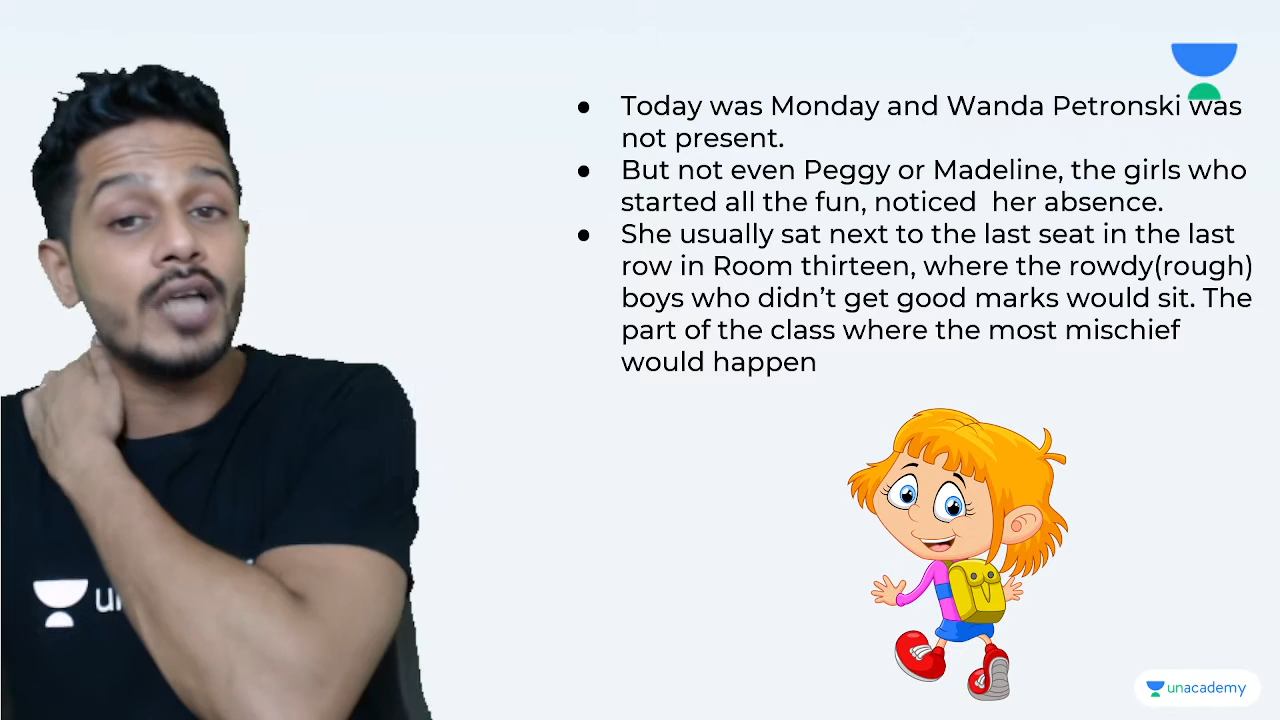 ● Today was Monday and Wanda Petronski was
not present.
● But not even Peggy or Madeline, the girls who
started all the fun, noticed  her absence.
● She usually sat next to the last seat in the last
row in Room thirteen, where the rowdy(rough)
boys who didn’t get good marks would sit. The
part of the class where the most mischief
would happen
unacademy